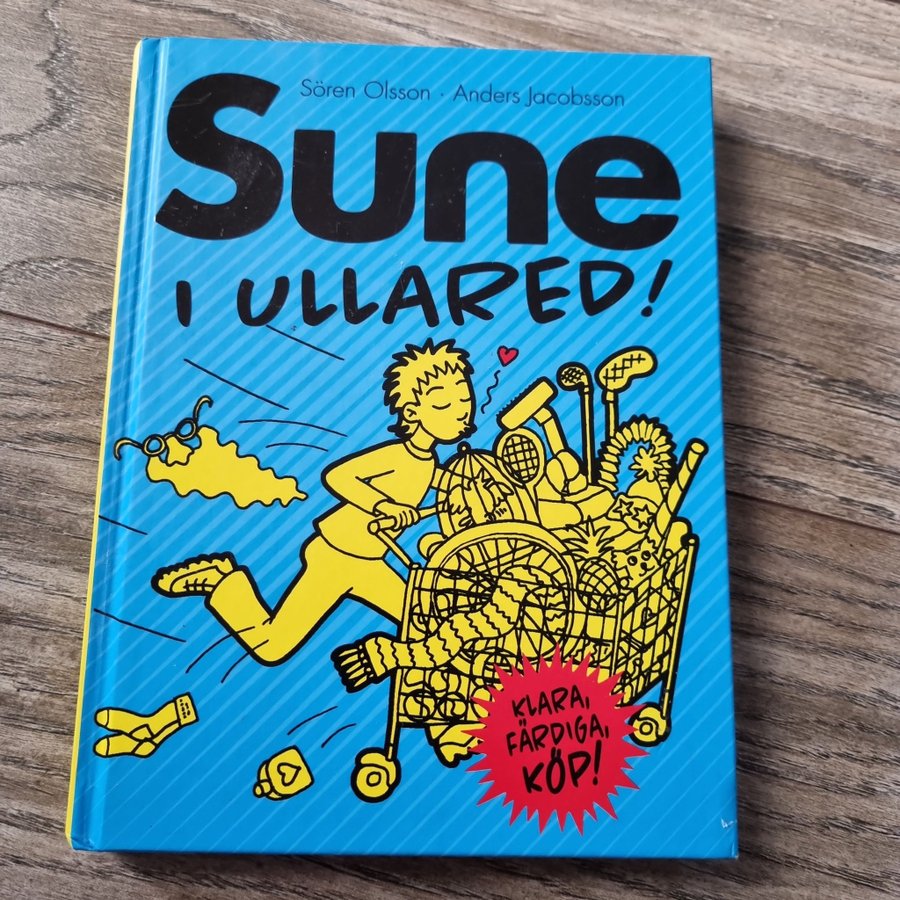 Sören Olsson · Anders Jacobsson
Sune
I ULLARED!
KLARA,
FÄRDIGA,
KÖP!